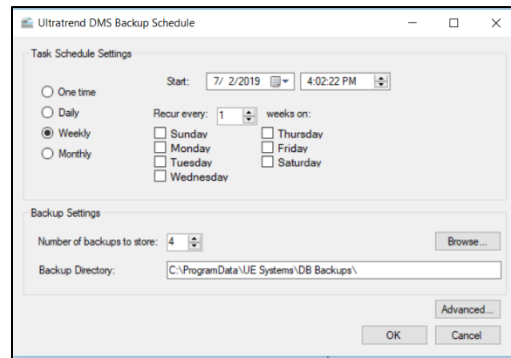 Ultratrend DMS Backup Schedule
Task Schedule Settings
Start: 7/ 2/2019 4:02:22 PM
One time
Daily
Weekly
Monthly
Recur every: 1 weeks on:
Sunday Thursday
Monday Friday
Tuesday Saturday
Wednesday
Backup Settings
Number of backups to store: 4 Browse...
Backup Directory: C:\ProgramData\UE Systems\DB Backups\
Advanced...
OK Cancel